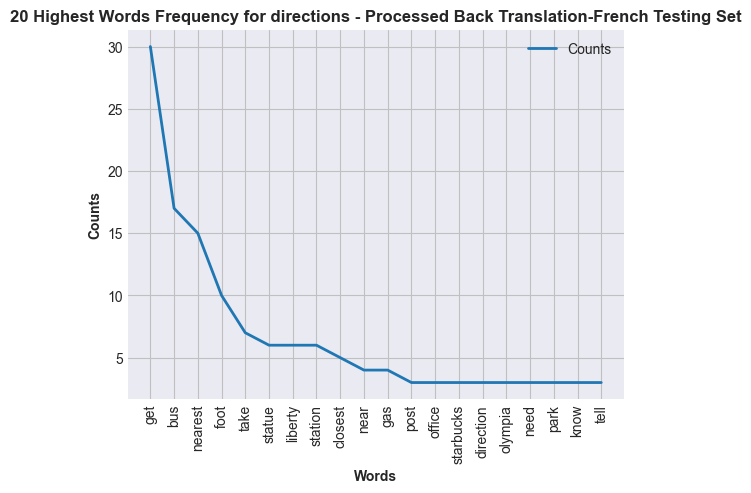 20 Highest Words Frequency for directions - Processed Back Translation-French Testing Set
Counts
30
25
20
15
10
5
Counts
get
bus
nearest
foot
take
statue
liberty
station
closest
near
gas
post
office
starbucks
direction
olympia
need
park
know
tell
Words